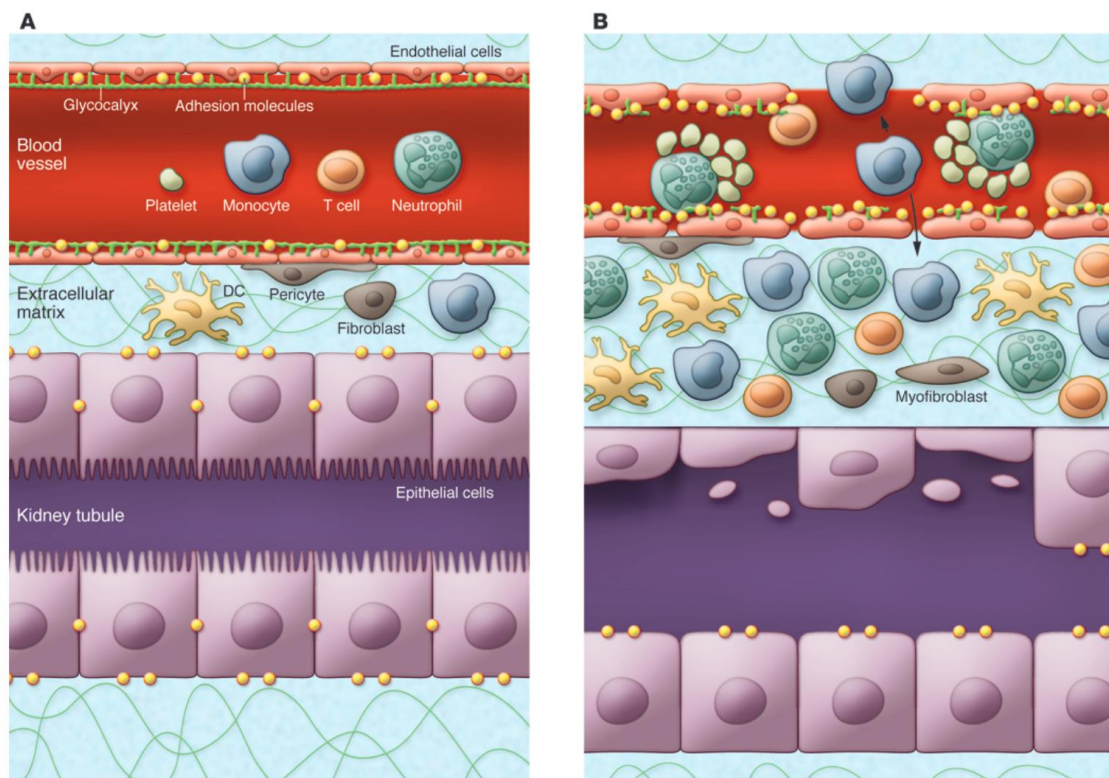 A
Endothelial cells
Glycocalyx
Adhesion molecules
Blood
vessel
Platelet
Monocyte
T cell
Neutrophil
Extracellular
matrix
DC
Pericyte
Fibroblast
Epithelial cells
Kidney tubule
B
Myofibroblast